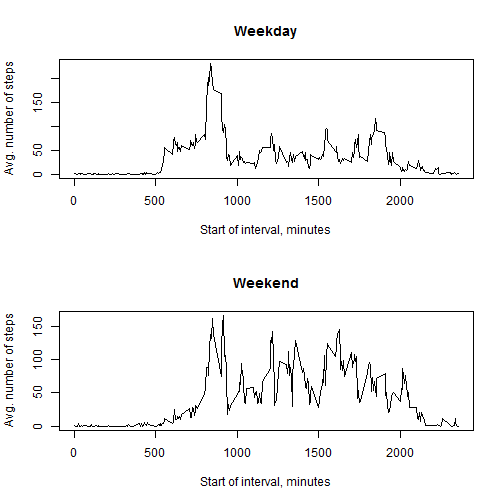 Weekday
Avg. number of steps
0 50 150
0 500 1000 1500 2000
Start of interval, minutes
Weekend
Avg. number of steps
0 50 100 150
0 500 1000 1500 2000
Start of interval, minutes